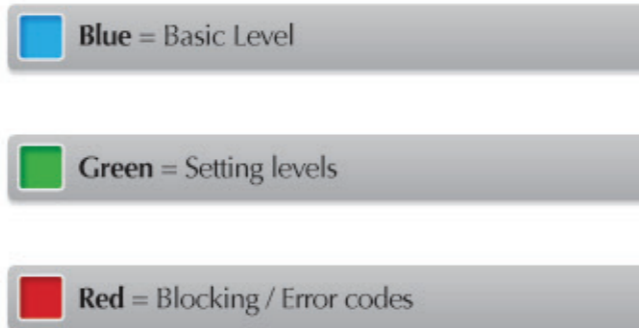 Blue = Basic Level
Green = Setting levels
Red = Blocking / Error codes